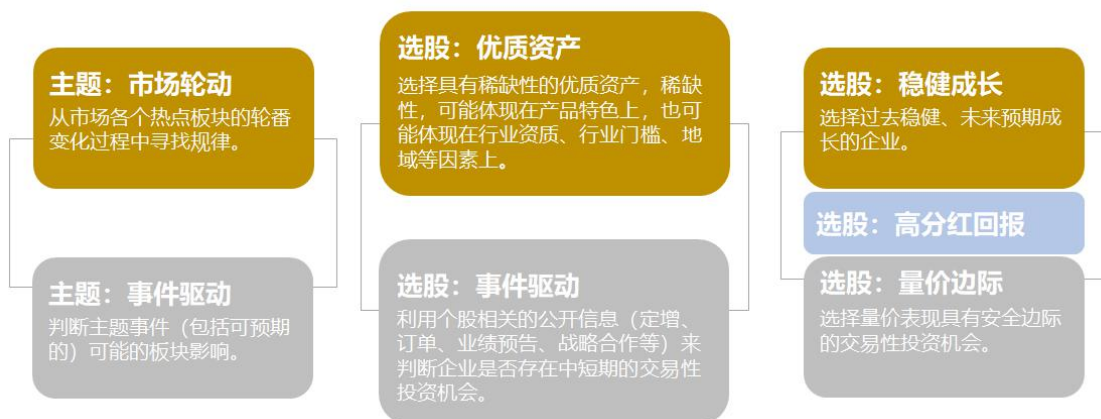 主题：市场轮动
从市场各个热点板块的轮番
变化过程中寻找规律。
主题：事件驱动
判断主题事件（包括可预期
的）可能的板块影响。
选股：优质资产
选择具有稀缺性的优质资产，稀缺
性，可能体现在产品特色上，也可
能体现在行业资质、行业门槛、地
域等因素上。
选股：事件驱动
利用个股相关的公开信息（定增、
订单、业绩预告、战略合作等）来
判断企业是否存在中短期的交易性
投资机会。
选股：稳健成长
选择过去稳健、未来预期成
长的企业。
选股：高分红回报
选股：量价边际
选择量价表现具有安全边际
的交易性投资机会。